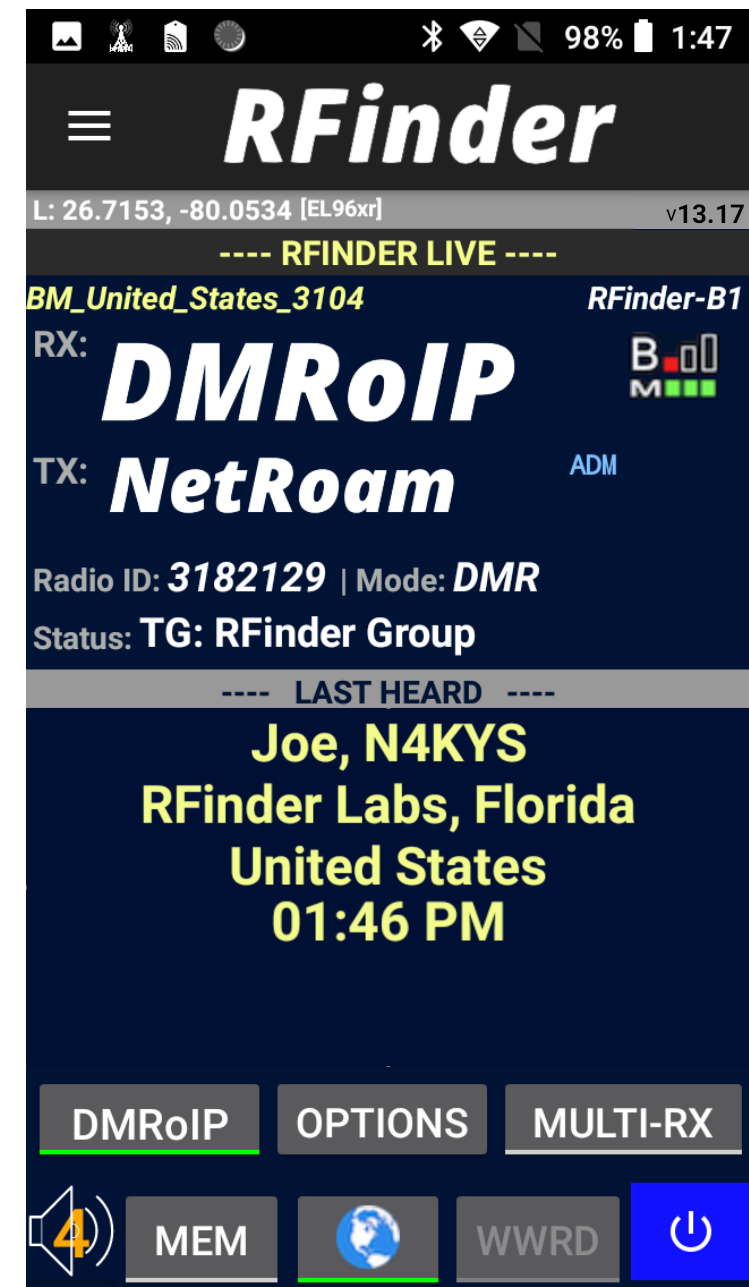 98% 1:47
RFinder
L: 26.7153, -80.0534 [EL96xr] v13.17
---- RFINDER LIVE ----
BM_United_States_3104 RFinder-B1
RX: DMRoIP B
M
TX: NetRoam ADM
Radio ID: 3182129 | Mode: DMR
Status: TG: RFinder Group
---- LAST HEARD ----
Joe, N4KYS
RFinder Labs, Florida
United States
01:46 PM
DMRoIP OPTIONS MULTI-RX
4 MEM WWRD